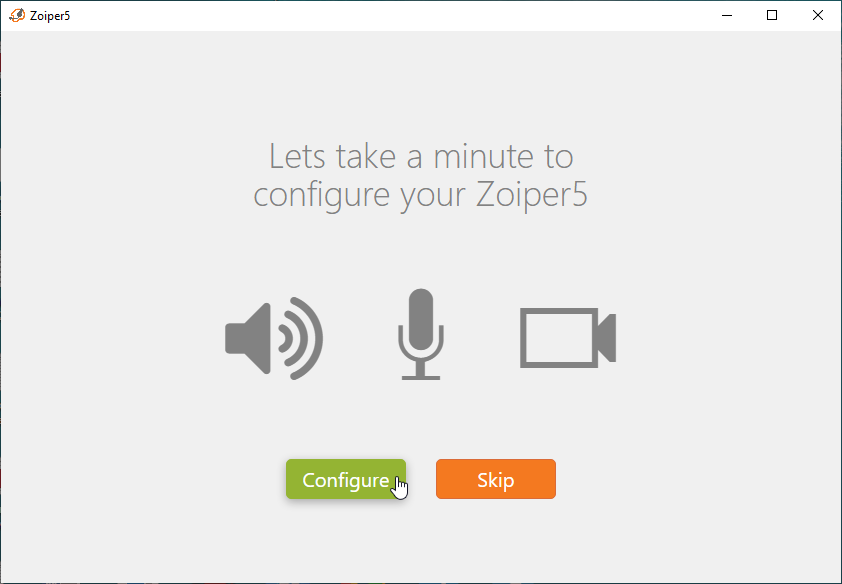 Zoiper5
Lets take a minute to
configure your Zoiper5
Configure
Skip